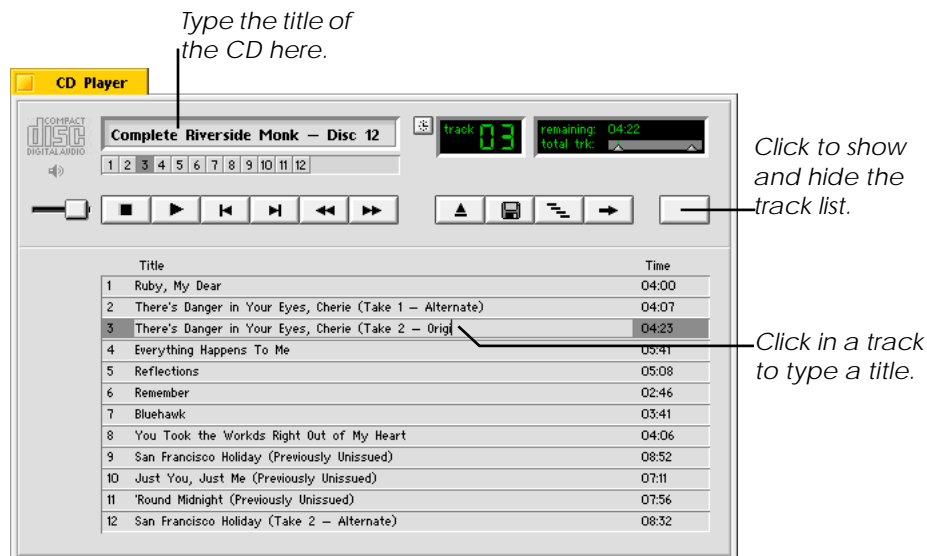 Type the title of
the CD here.
CD Player
COMPACT
disc
DIGITAL AUDIO
Complete Riverside Monk — Disc 12
1 2 3 4 5 6 7 8 9 10 11 12
track 03
remaining: 04:22
total trk:
Click to show
and hide the
track list.
Title Time
1 Ruby, My Dear 04:00
2 There's Danger in Your Eyes, Cherie (Take 1 — Alternate) 04:07
3 There's Danger in Your Eyes, Cherie (Take 2 — Origi 04:23
4 Everything Happens To Me 05:41
5 Reflections 05:08
6 Remember 02:46
7 Bluehawk 03:41
8 You Took the Workds Right Out of My Heart 04:06
9 San Francisco Holiday (Previously Unissued) 08:52
10 Just You, Just Me (Previously Unissued) 07:11
11 'Round Midnight (Previously Unissued) 07:56
12 San Francisco Holiday (Take 2 — Alternate) 08:32
Click in a track
to type a title.